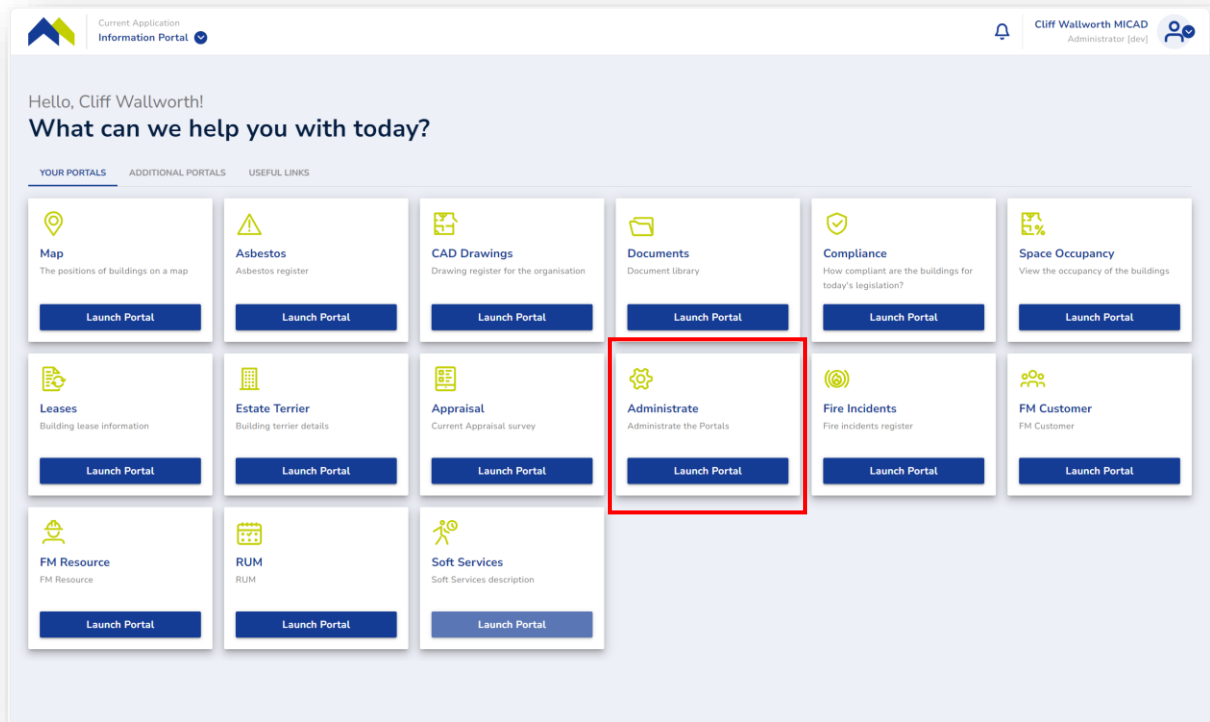 Current Application
Information Portal
Cliff Wallworth MICAD
Administrator [dev]
Hello, Cliff Wallworth!
What can we help you with today?
YOUR PORTALS ADDITIONAL PORTALS USEFUL LINKS
Map
The positions of buildings on a map
Launch Portal
Asbestos
Asbestos register
Launch Portal
CAD Drawings
Drawing register for the organisation
Launch Portal
Documents
Document library
Launch Portal
Compliance
How compliant are the buildings for
today's legislation?
Launch Portal
Space Occupancy
View the occupancy of the buildings
Launch Portal
Leases
Building lease information
Launch Portal
Estate Terrier
Building terrier details
Launch Portal
Appraisal
Current Appraisal survey
Launch Portal
Administrate
Administrate the Portals
Launch Portal
Fire Incidents
Fire incidents register
Launch Portal
FM Customer
FM Customer
Launch Portal
FM Resource
FM Resource
Launch Portal
RUM
RUM
Launch Portal
Soft Services
Soft Services description
Launch Portal